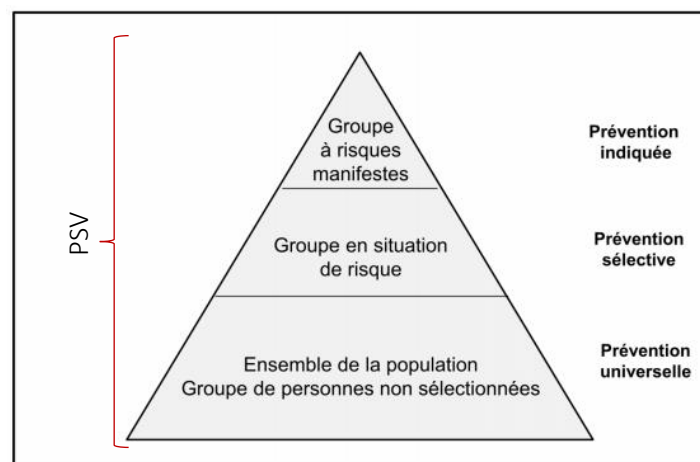 PSV
Groupe
à risques
manifestes
Prévention
indiquée
Groupe en situation
de risque
Prévention
sélective
Ensemble de la population
Groupe de personnes non sélectionnées
Prévention
universelle